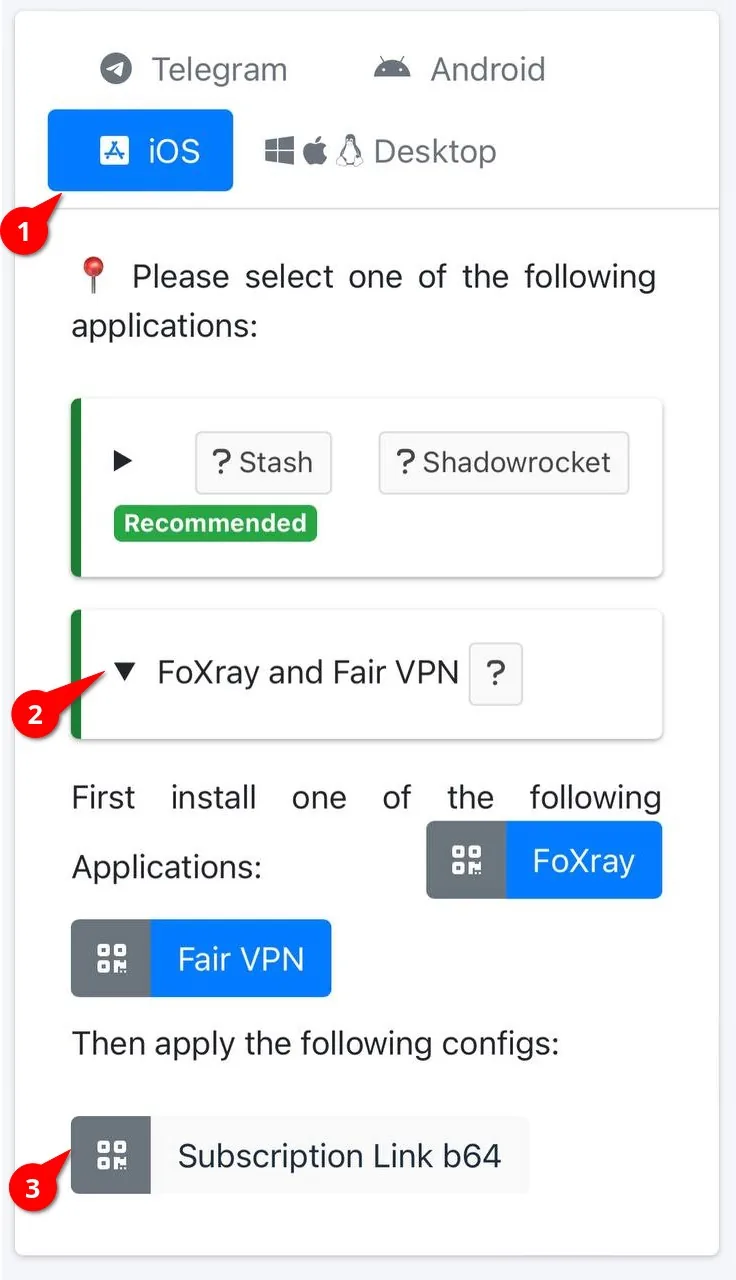 Telegram
Android
iOS
Desktop
1
Please select one of the following
applications:
? Stash
? Shadowrocket
Recommended
2
FoXray and Fair VPN ?
First install one of the following
Applications:
FoXray
Fair VPN
Then apply the following configs:
3
Subscription Link b64